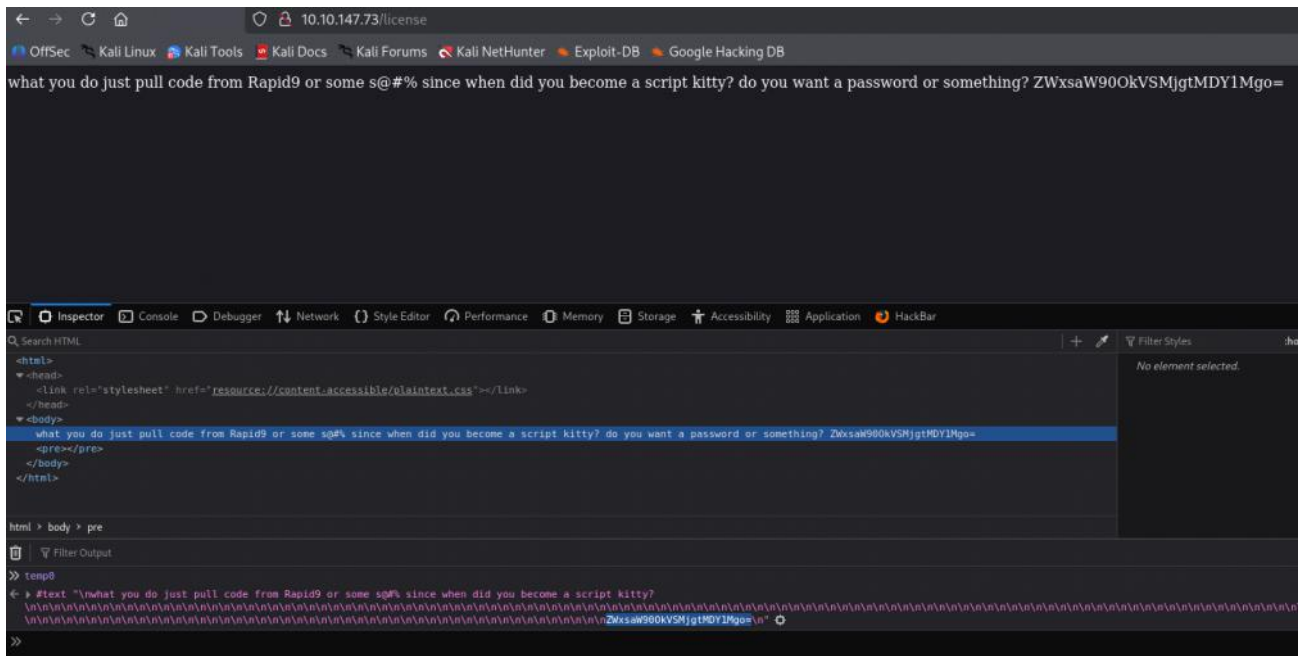 10.10.147.73/license
OffSec Kali Linux Kali Tools Kali Docs Kali Forums Kali NetHunter Exploit-DB Google Hacking DB
what you do just pull code from Rapid9 or some s@#% since when did you become a script kitty? do you want a password or something? ZWxsaW90OkVSMjgtMDY1Mgo=
Inspector Console Debugger Network Style Editor Performance Memory Storage Accessibility Application HackBar
Search HTML
Filter Styles :ho
<html>
<head>
<link rel="stylesheet" href="resource://content-accessible/plaintext.css"></link>
</head>
<body>
what you do just pull code from Rapid9 or some s@#% since when did you become a script kitty? do you want a password or something? ZWxsaW90OkVSMjgtMDY1Mgo=
<pre></pre>
</body>
</html>
No element selected.
html > body > pre
Filter Output
>> temp0
#text "\nwhat you do just pull code from Rapid9 or some s@#% since when did you become a script kitty?
ZWxsaW90OkVSMjgtMDY1Mgo=\n"
>>